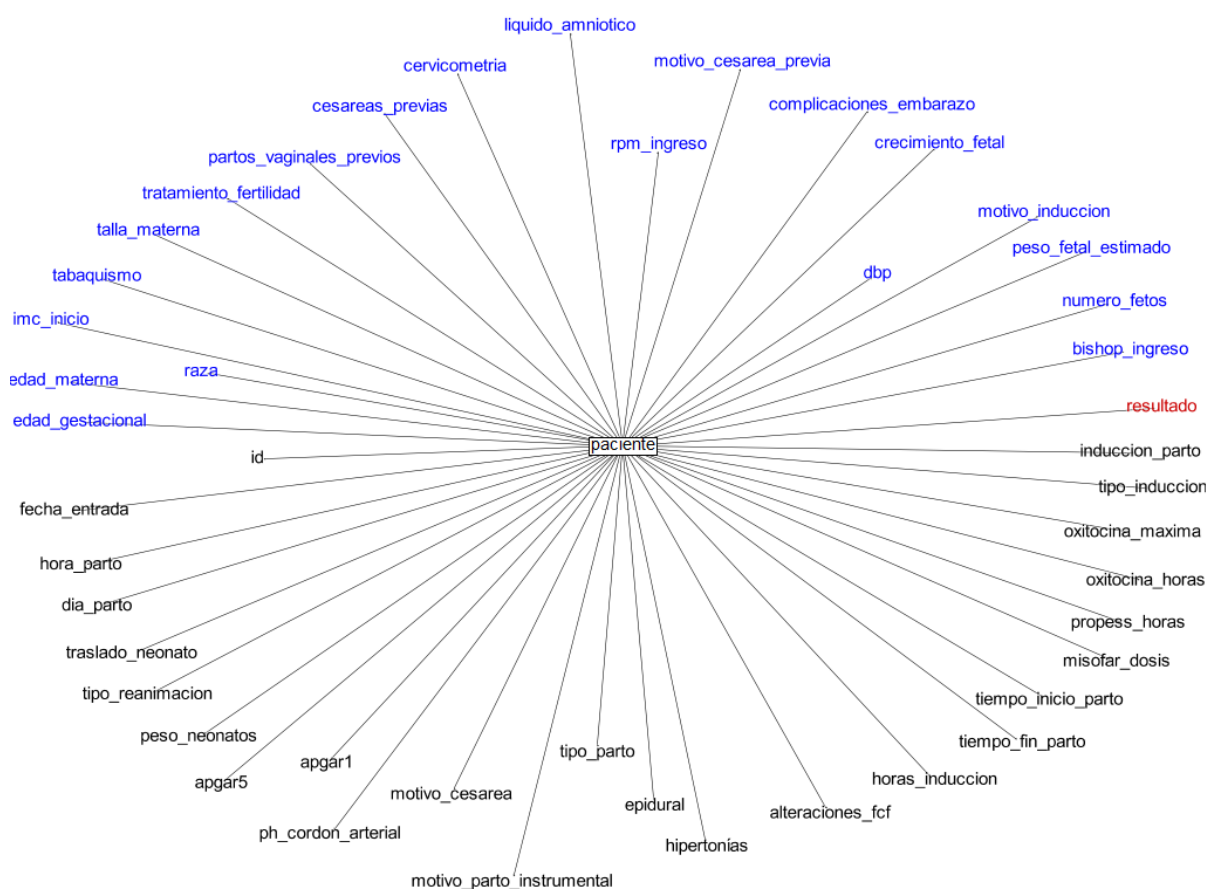 liquido_amniotico
motivo_cesarea_previa
cervicometria
cesareas_previas
complicaciones_embarazo
rpm_ingreso
crecimiento_fetal
partos_vaginales_previos
tratamiento_fertilidad
motivo_induccion
talla_materna
peso_fetal_estimado
tabaquismo
dbp
numero_fetos
imc_inicio
bishop_ingreso
raza
edad_materna
resultado
edad_gestacional
paciente
induccion_parto
id
tipo_induccion
fecha_entrada
oxitocina_maxima
hora_parto
oxitocina_horas
dia_parto
propess_horas
traslado_neonato
misofar_dosis
tipo_reanimacion
tiempo_inicio_parto
peso_neonatos
tiempo_fin_parto
tipo_parto
apgar1
apgar5
horas_induccion
motivo_cesarea
epidural
alteraciones_fcf
ph_cordon_arterial
hipertonías
motivo_parto_instrumental